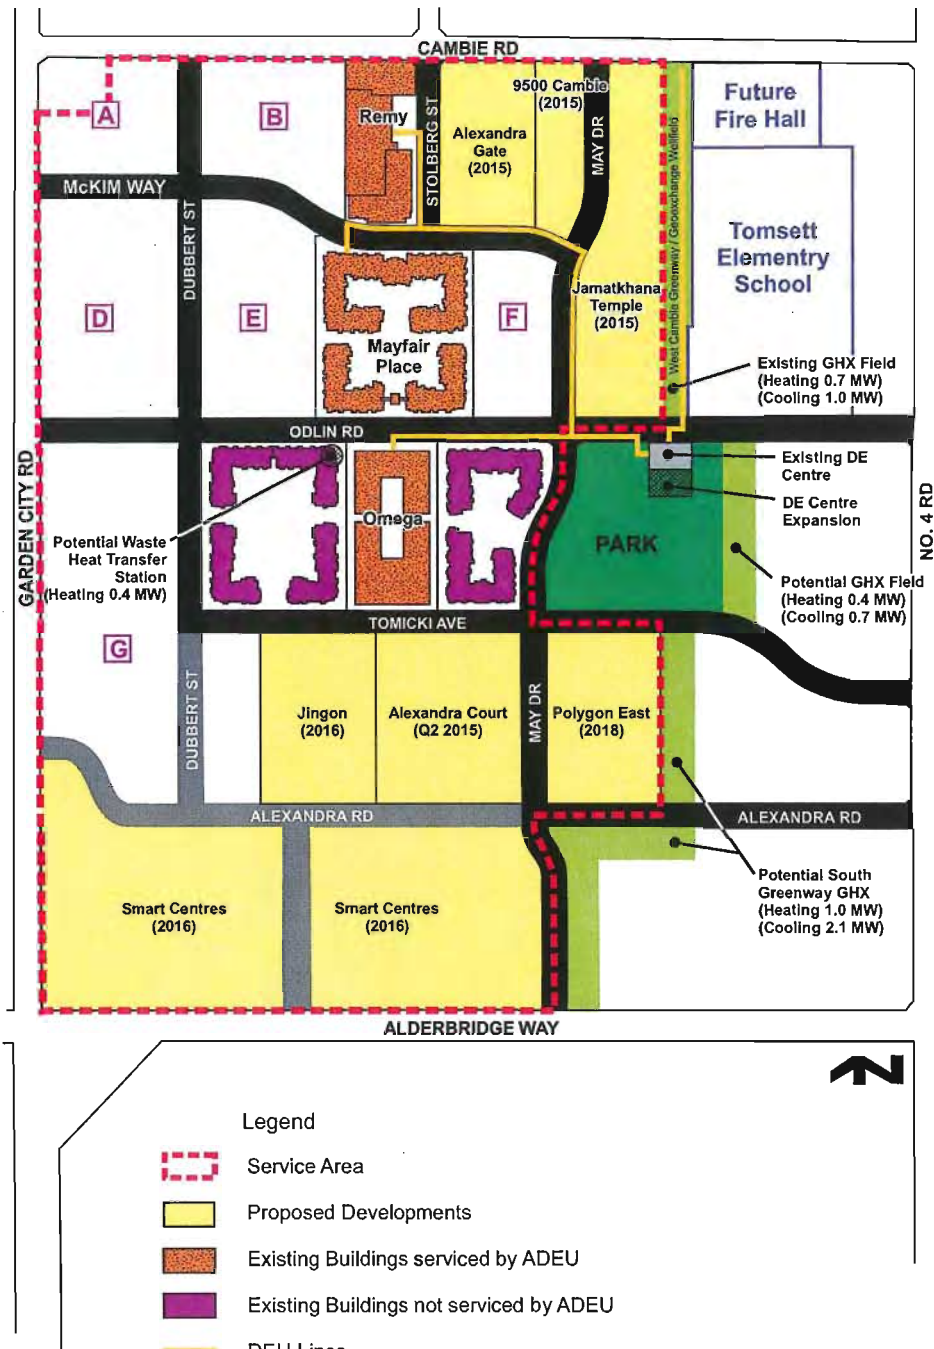 CAMBIE RD
A
B
Remy
STOLBERG ST
Alexandra
Gate
(2015)
9500 Cambie
(2015)
MAY DR
West Cambie Greenway / Geoexchange Wellfield
Future
Fire Hall
McKIM WAY
DUBBERT ST
Tomsett
Elementry
School
D
E
Mayfair
Place
F
Jamatkhana
Temple
(2015)
Existing GHX Field
(Heating 0.7 MW)
(Cooling 1.0 MW)
ODLIN RD
GARDEN CITY RD
NO. 4 RD
Existing DE
Centre
DE Centre
Expansion
Omega
PARK
Potential Waste
Heat Transfer
Station
(Heating 0.4 MW)
Potential GHX Field
(Heating 0.4 MW)
(Cooling 0.7 MW)
TOMICKI AVE
G
DUBBERT ST
Jingon
(2016)
Alexandra Court
(Q2 2015)
MAY DR
Polygon East
(2018)
ALEXANDRA RD
ALEXANDRA RD
Smart Centres
(2016)
Smart Centres
(2016)
Potential South
Greenway GHX
(Heating 1.0 MW)
(Cooling 2.1 MW)
ALDERBRIDGE WAY
N
Legend
Service Area
Proposed Developments
Existing Buildings serviced by ADEU
Existing Buildings not serviced by ADEU
DEU Lines